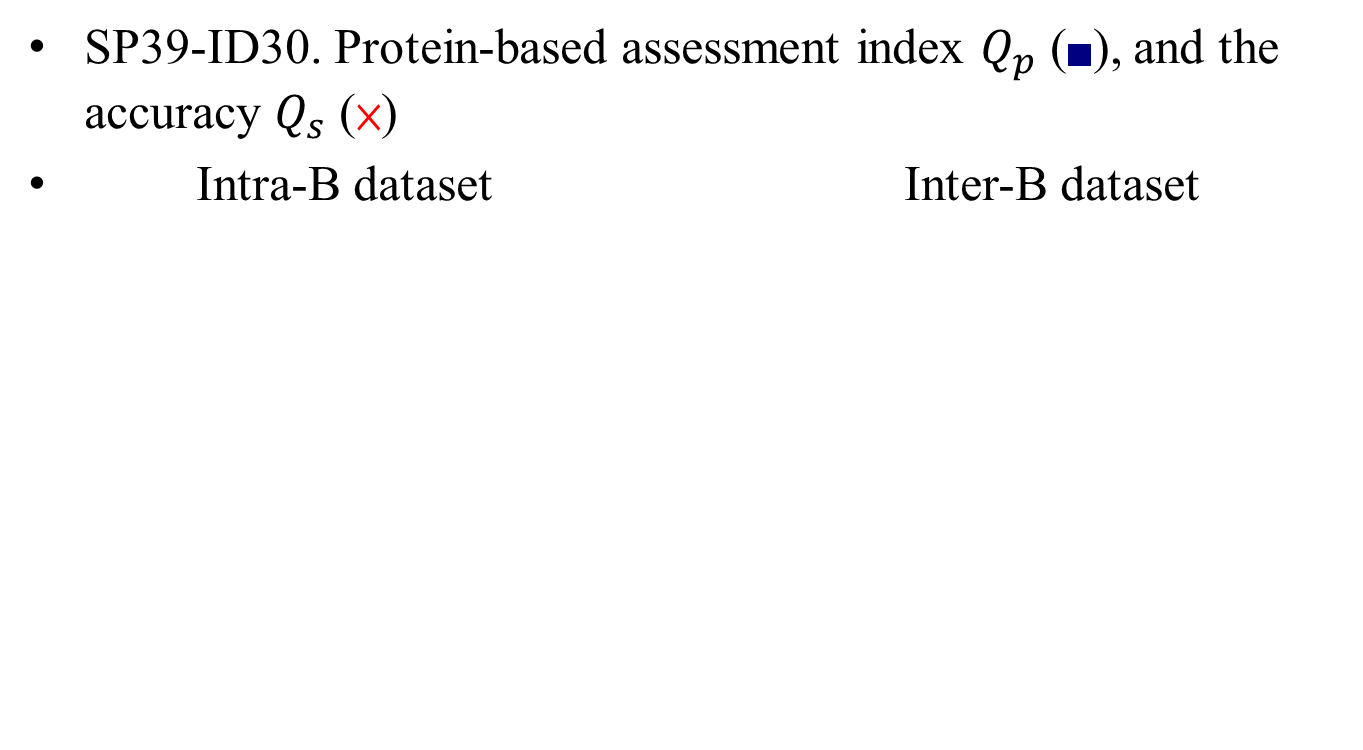 • SP39-ID30. Protein-based assessment index Qₚ (■), and the
accuracy Qₛ (×)
• Intra-B dataset Inter-B dataset